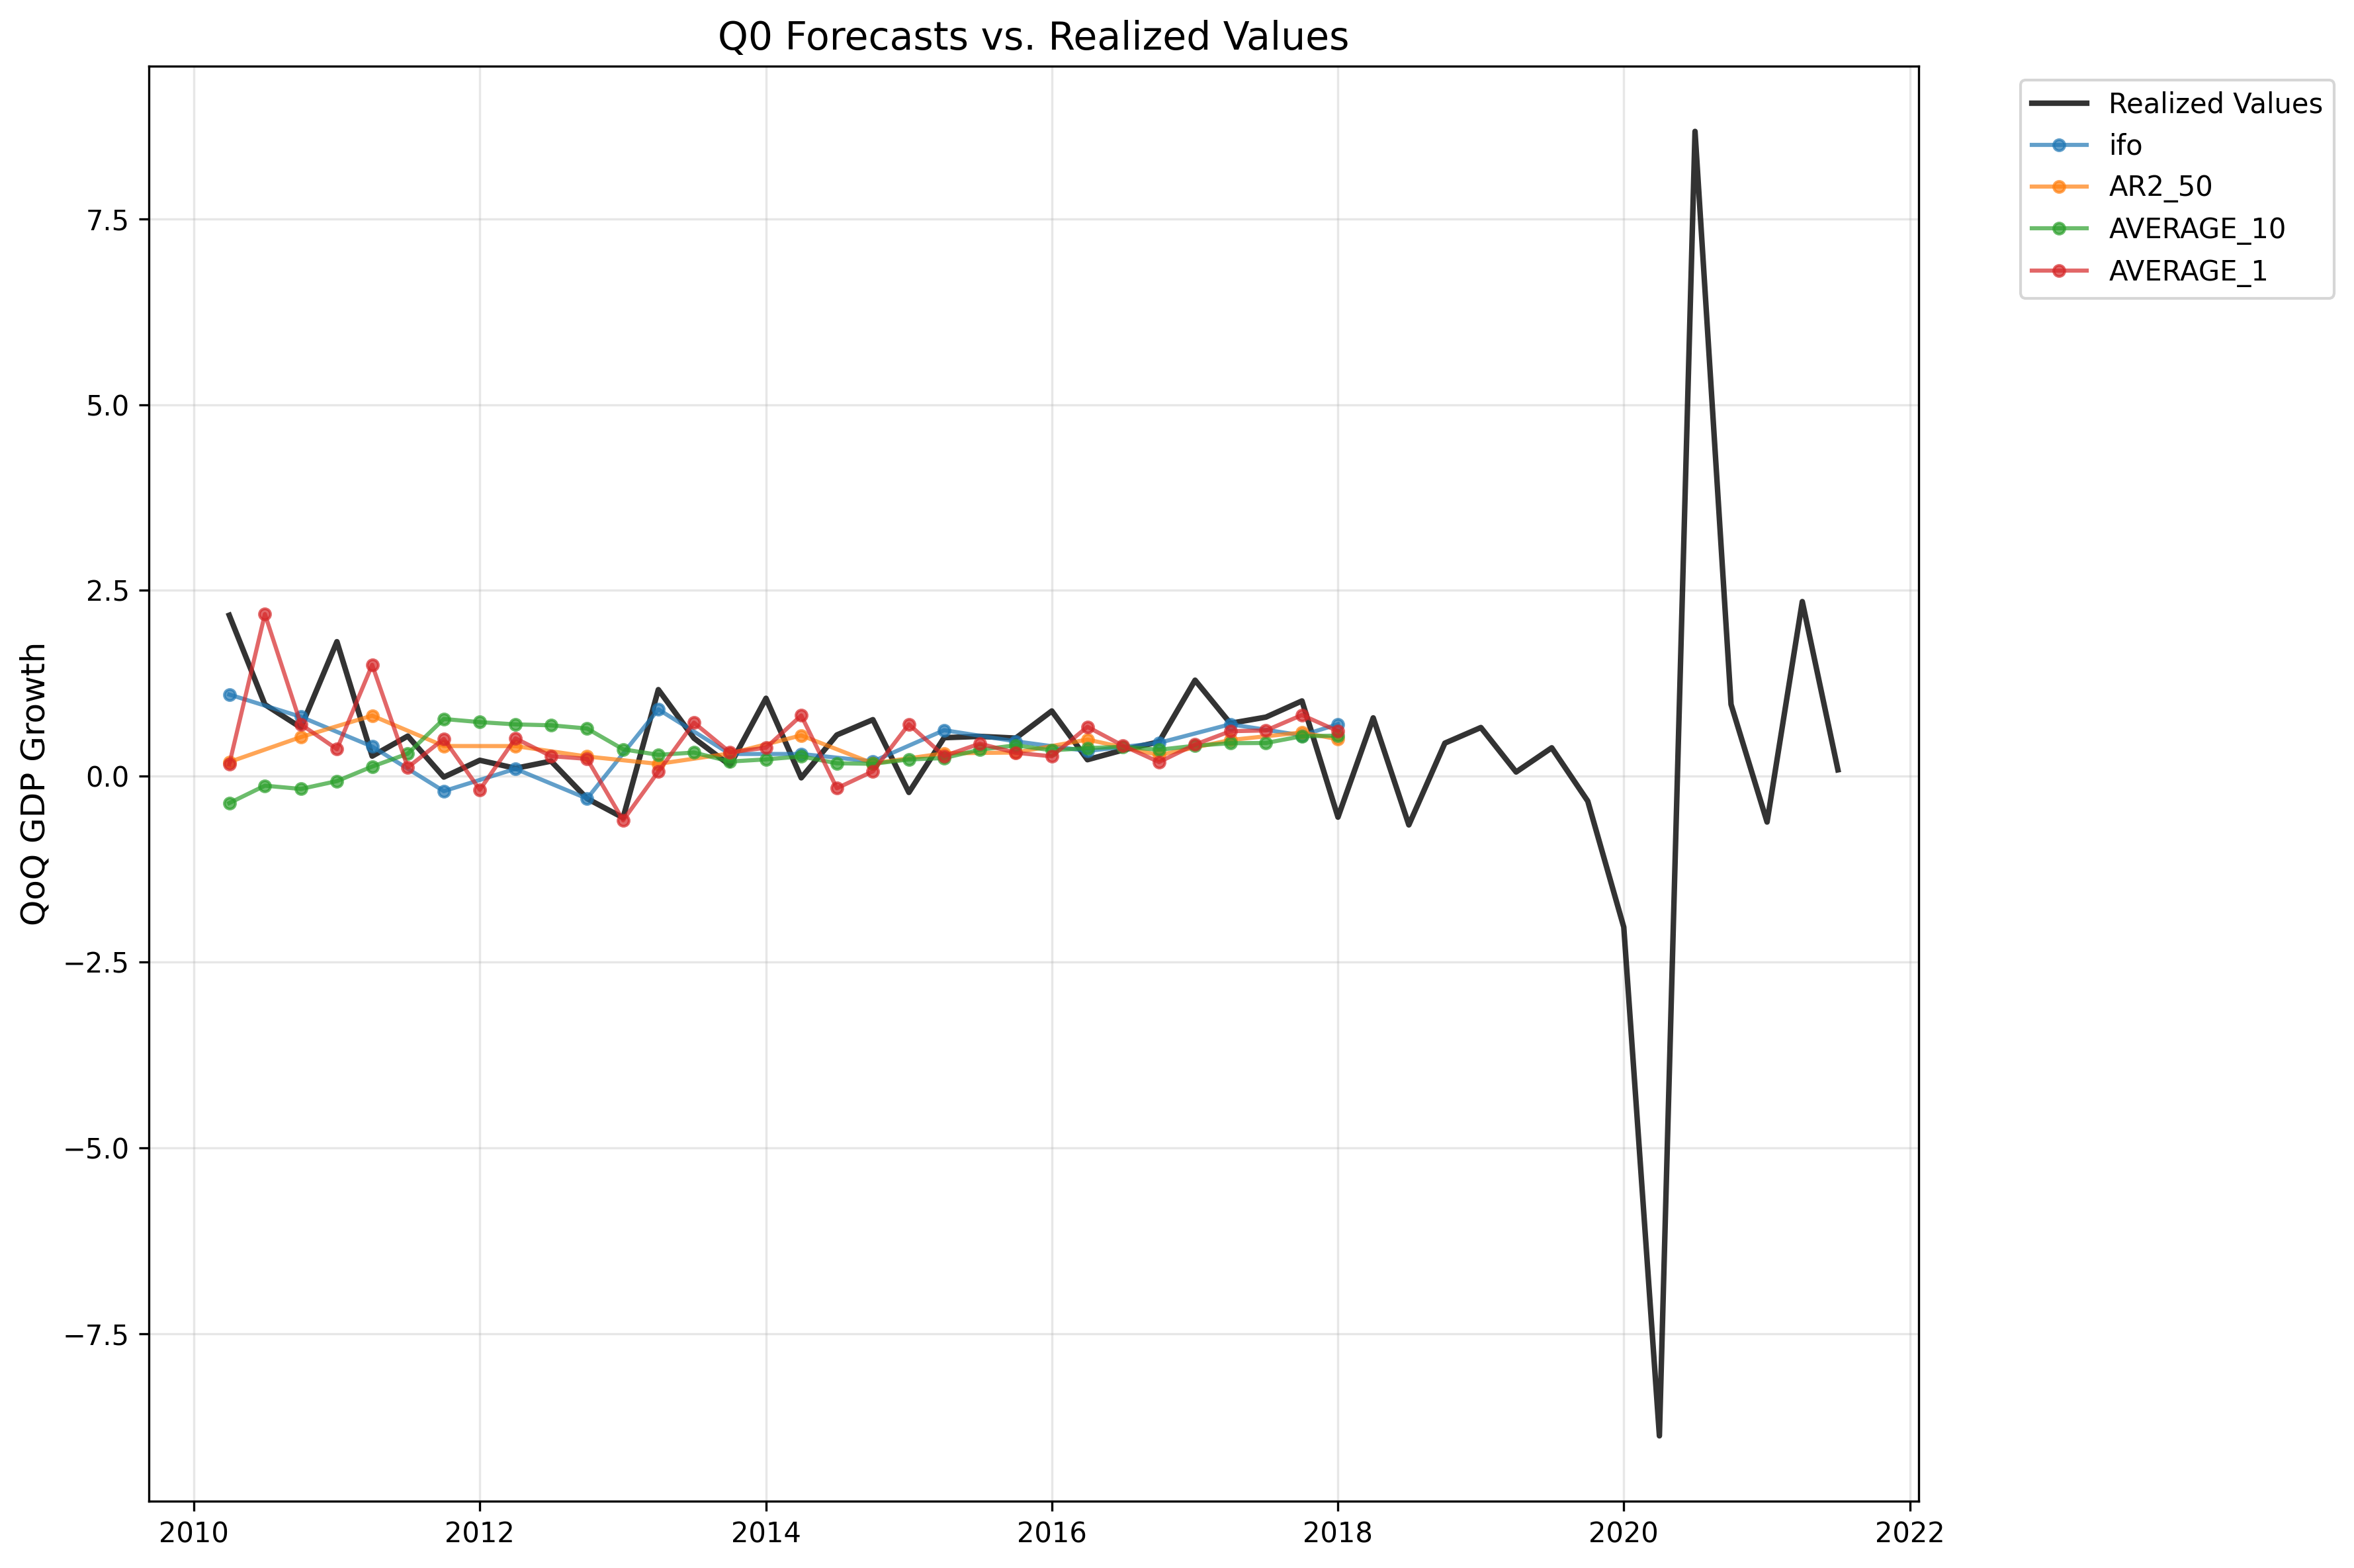 Q0 Forecasts vs. Realized Values
Realized Values
ifo
AR2_50
AVERAGE_10
AVERAGE_1
QoQ GDP Growth
7.5
5.0
2.5
0.0
−2.5
−5.0
−7.5
2010 2012 2014 2016 2018 2020 2022